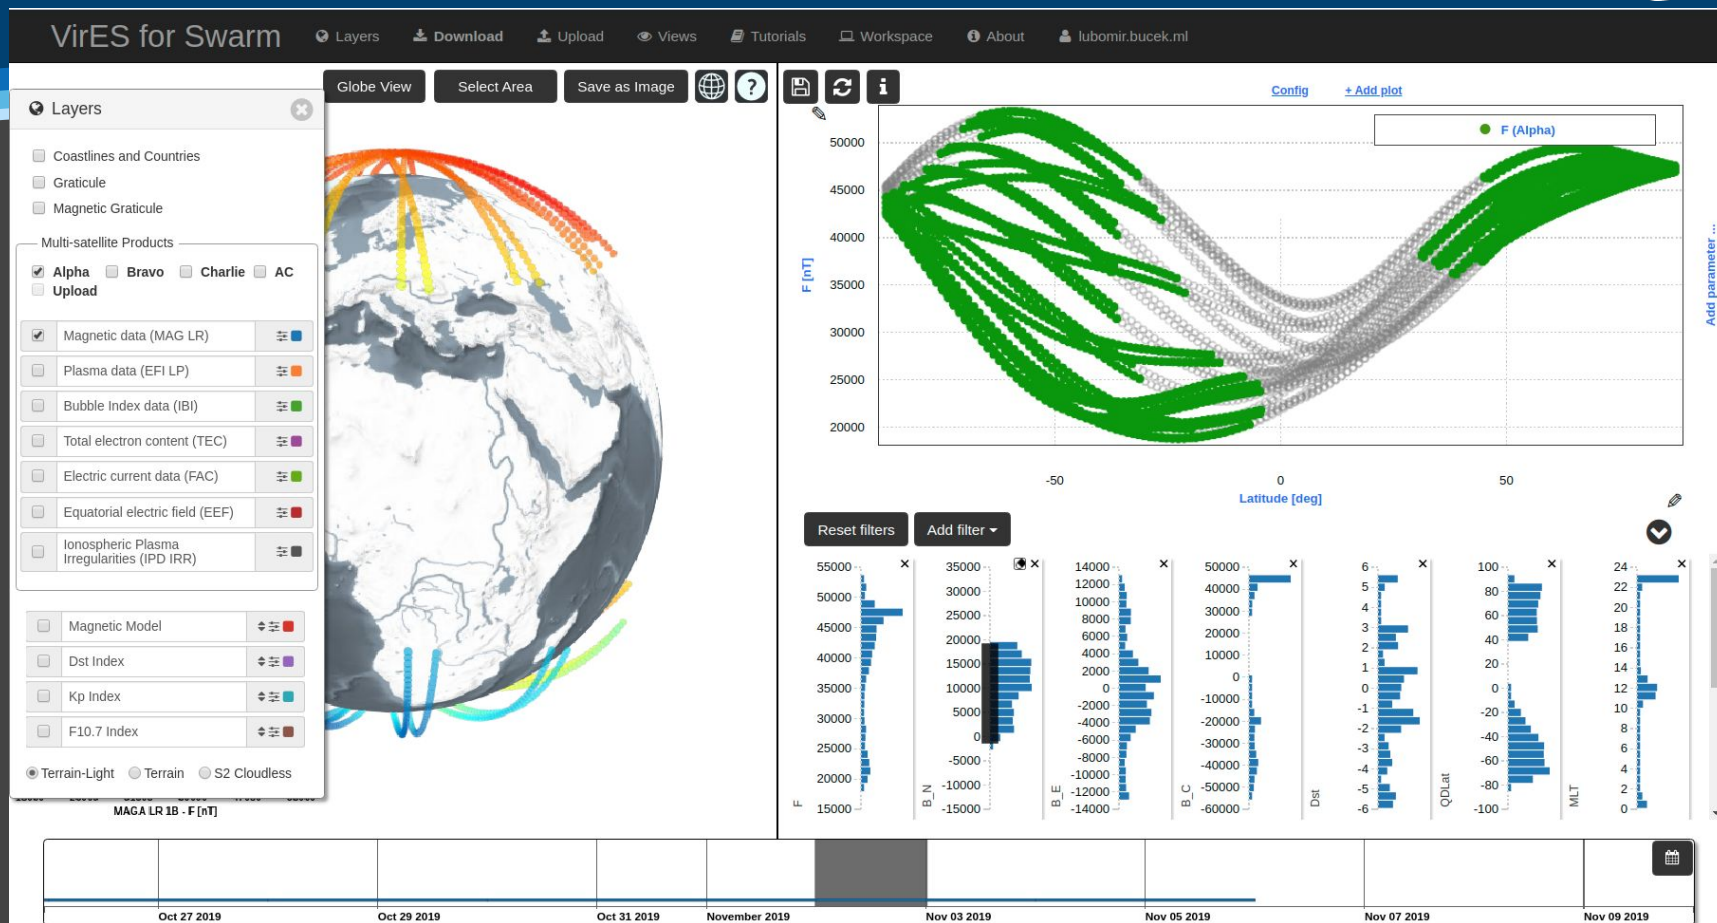 VirES for Swarm Layers Download Upload Views Tutorials Workspace About lubomir.bucek.ml
Globe View Select Area Save as Image ?
Layers
Coastlines and Countries
Graticule
Magnetic Graticule
Multi-satellite Products
Alpha Bravo Charlie AC
Upload
Magnetic data (MAG LR)
Plasma data (EFI LP)
Bubble Index data (IBI)
Total electron content (TEC)
Electric current data (FAC)
Equatorial electric field (EEF)
Ionospheric Plasma
Irregularities (IPD IRR)
Magnetic Model
Dst Index
Kp Index
F10.7 Index
Terrain-Light Terrain S2 Cloudless
MAGA LR 1B - F [nT]
Config + Add plot
F (Alpha)
50000
45000
40000
35000
30000
25000
20000
F [nT]
Add parameter ...
-50 0 50
Latitude [deg]
Reset filters Add filter
55000
50000
45000
40000
35000
30000
25000
20000
15000
F
35000
30000
25000
20000
15000
10000
5000
0
-5000
-10000
-15000
B_N
14000
12000
10000
8000
6000
4000
2000
0
-2000
-4000
-6000
-8000
-10000
-12000
-14000
B_E
50000
40000
30000
20000
10000
0
-10000
-20000
-30000
-40000
-50000
-60000
B_C
6
5
4
3
2
1
0
-1
-2
-3
-4
-5
-6
Dst
100
80
60
40
20
0
-20
-40
-60
-80
-100
QDLat
24
22
20
18
16
14
12
10
8
6
4
2
0
MLT
Oct 27 2019 Oct 29 2019 Oct 31 2019 November 2019 Nov 03 2019 Nov 05 2019 Nov 07 2019 Nov 09 2019